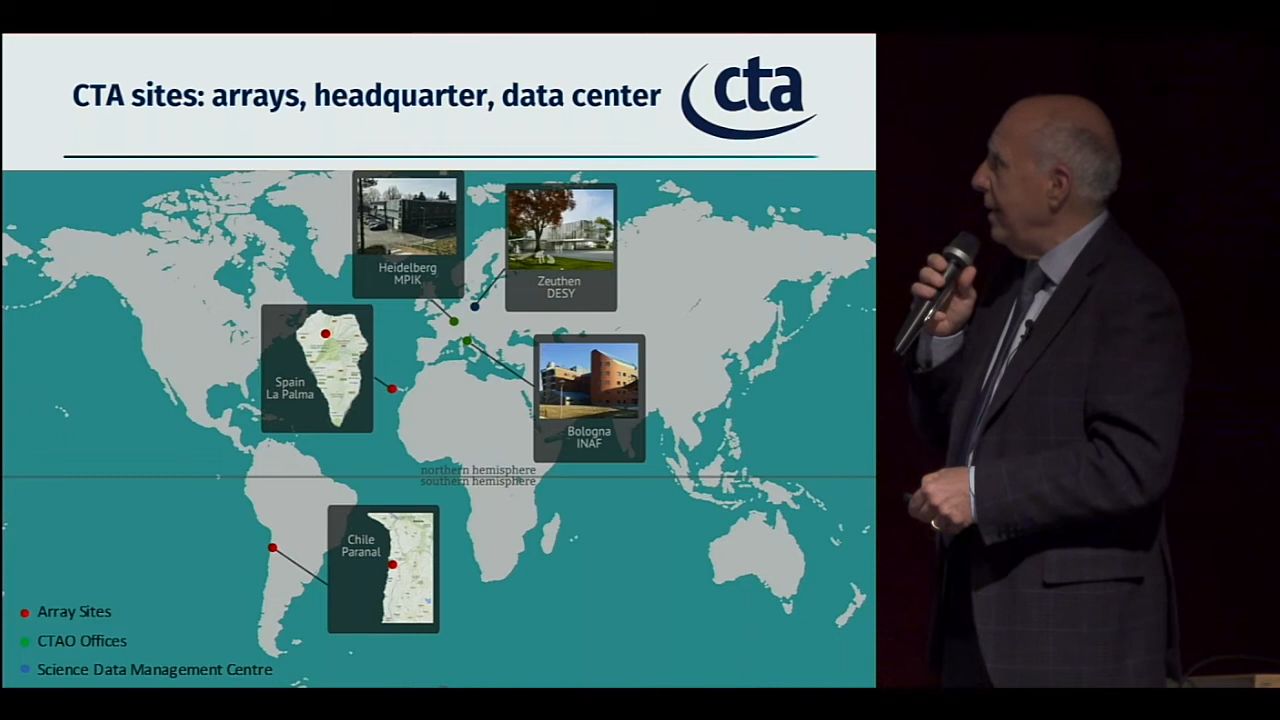 CTA sites: arrays, headquarter, data center
cta
Heidelberg
MPIK
Zeuthen
DESY
Spain
La Palma
Bologna
INAF
northern hemisphere
southern hemisphere
Chile
Paranal
Array Sites
CTAO Offices
Science Data Management Centre